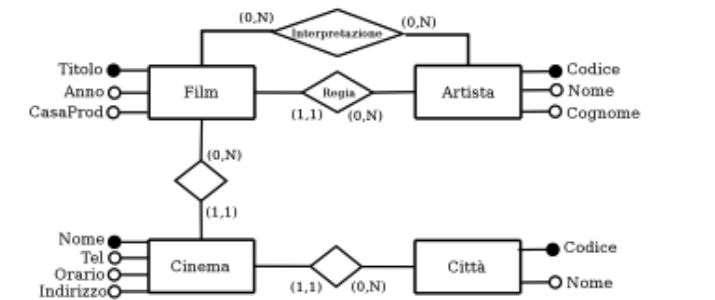 (0,N) (0,N)
Interpretazione
Titolo Codice
Anno Film Regia Artista Nome
CasaProd (1,1) (0,N) Cognome
(0,N)
(1,1)
Nome Codice
Tel
Cinema Città
Orario Nome
Indirizzo (1,1) (0,N)